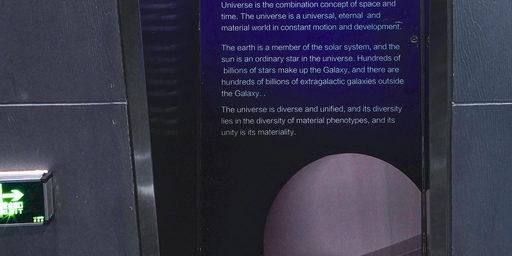 Universe is the combination concept of space and
time. The universe is a universal, eternal and
material world in constant motion and development.
The earth is a member of the solar system, and the
sun is an ordinary star in the universe. Hundreds of
billions of stars make up the Galaxy, and there are
hundreds of billions of extragalactic galaxies outside
the Galaxy. .
The universe is diverse and unified, and its diversity
lies in the diversity of material phenotypes, and its
unity is its materiality.